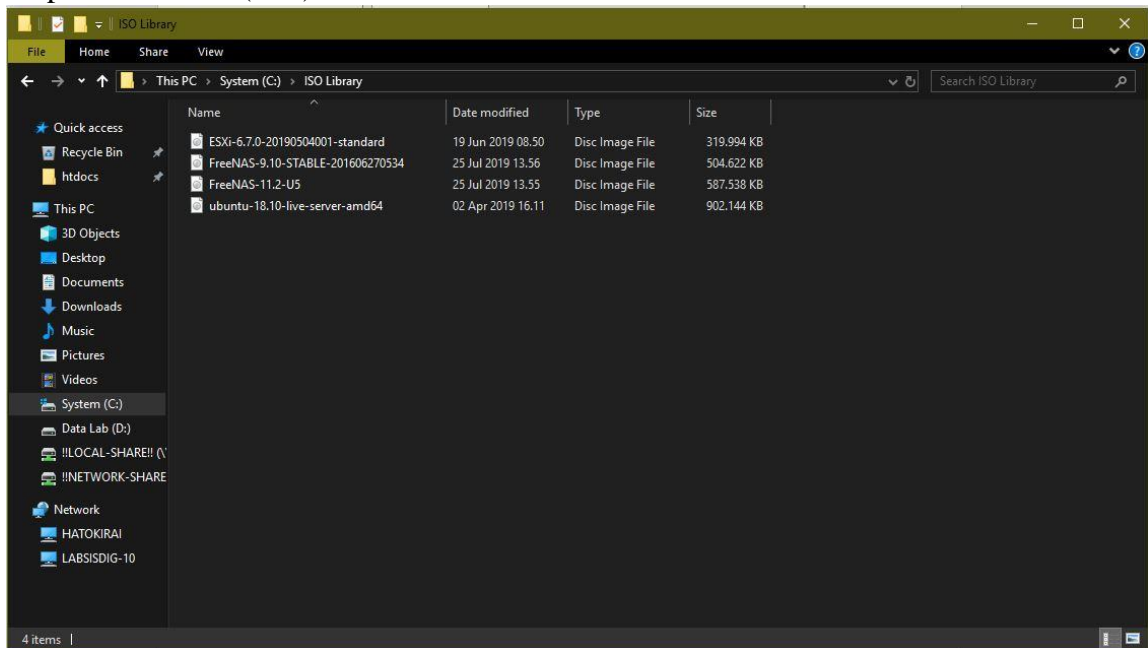 ISO Library
File Home Share View
This PC > System (C:) > ISO Library
Search ISO Library
Name Date modified Type Size
ESXi-6.7.0-20190504001-standard 19 Jun 2019 08.50 Disc Image File 319.994 KB
FreeNAS-9.10-STABLE-201606270534 25 Jul 2019 13.56 Disc Image File 504.622 KB
FreeNAS-11.2-U5 25 Jul 2019 13.55 Disc Image File 587.538 KB
ubuntu-18.10-live-server-amd64 02 Apr 2019 16.11 Disc Image File 902.144 KB
Quick access
Recycle Bin
htdocs
This PC
3D Objects
Desktop
Documents
Downloads
Music
Pictures
Videos
System (C:)
Data Lab (D:)
!!LOCAL-SHARE!! (\'
!!NETWORK-SHARE
Network
HATOKIRAI
LABSISDIG-10
4 items